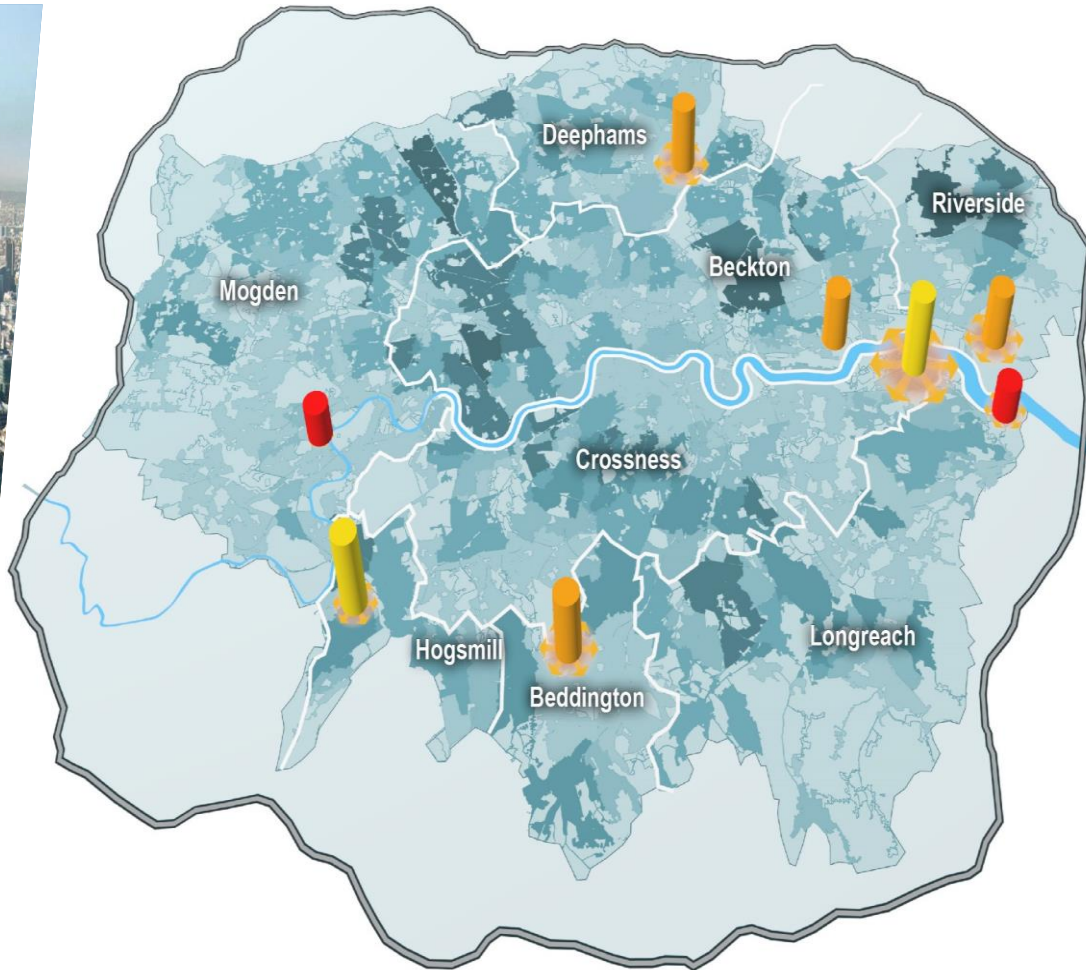 Deephams
Riverside
Beckton
Mogden
Crossness
Hogsmill
Longreach
Beddington